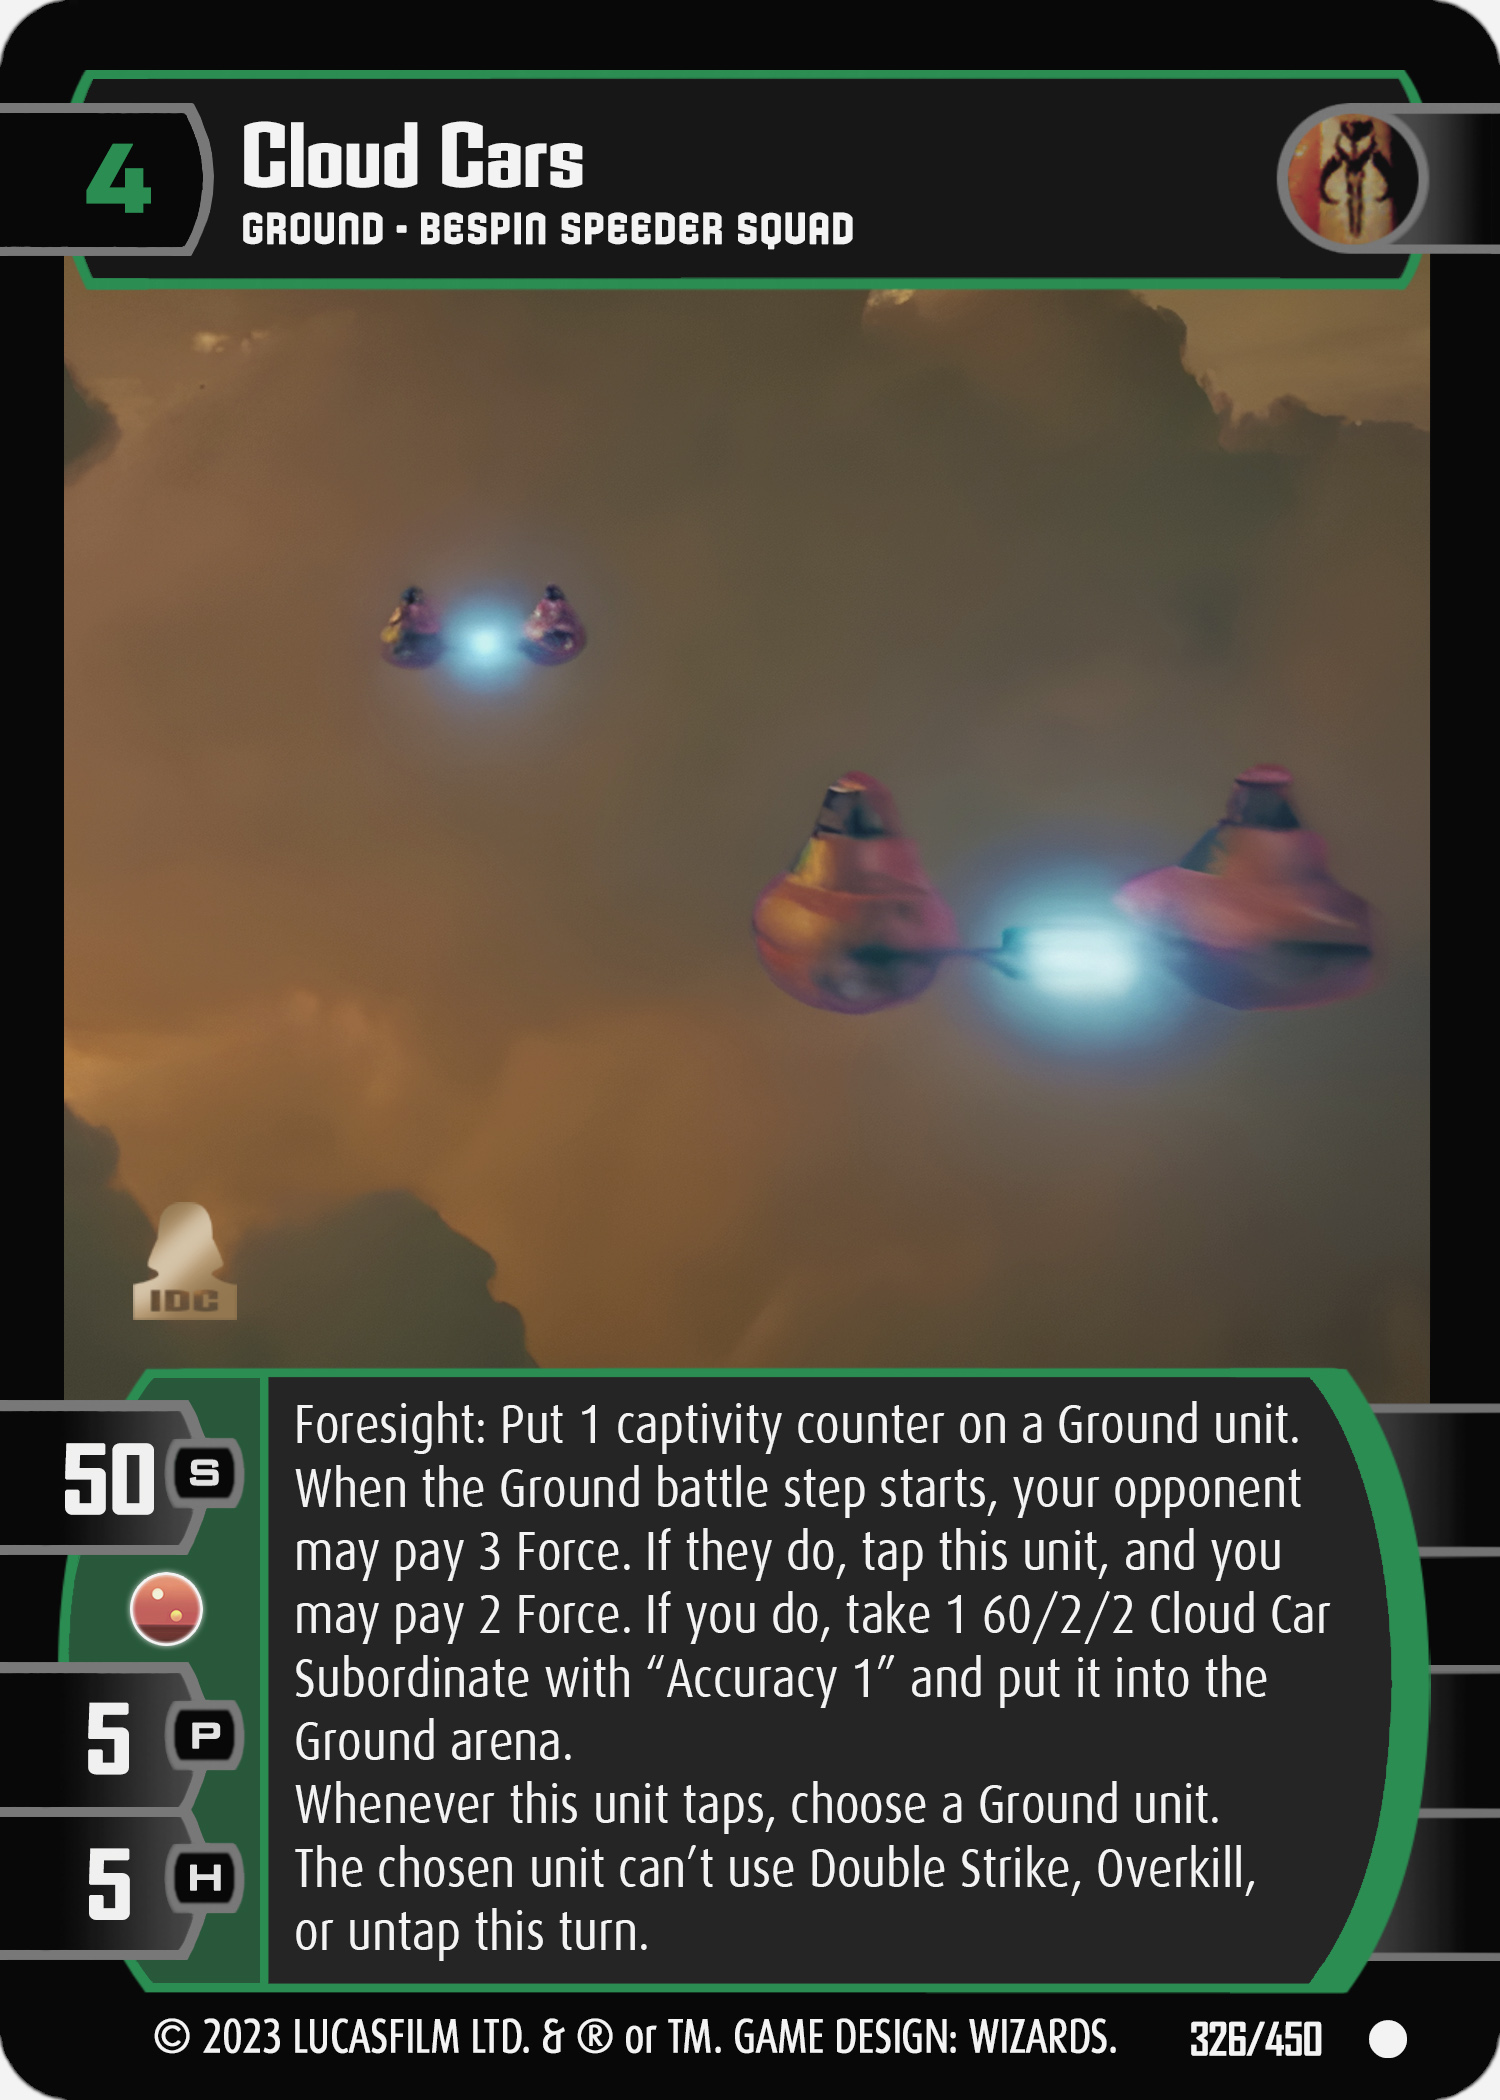 4
Cloud Cars
GROUND - BESPIN SPEEDER SQUAD
IDC
50 S
5 P
5 H
Foresight: Put 1 captivity counter on a Ground unit.
When the Ground battle step starts, your opponent
may pay 3 Force. If they do, tap this unit, and you
may pay 2 Force. If you do, take 1 60/2/2 Cloud Car
Subordinate with “Accuracy 1” and put it into the
Ground arena.
Whenever this unit taps, choose a Ground unit.
The chosen unit can’t use Double Strike, Overkill,
or untap this turn.
© 2023 LUCASFILM LTD. & ® or TM. GAME DESIGN: WIZARDS. 326/450